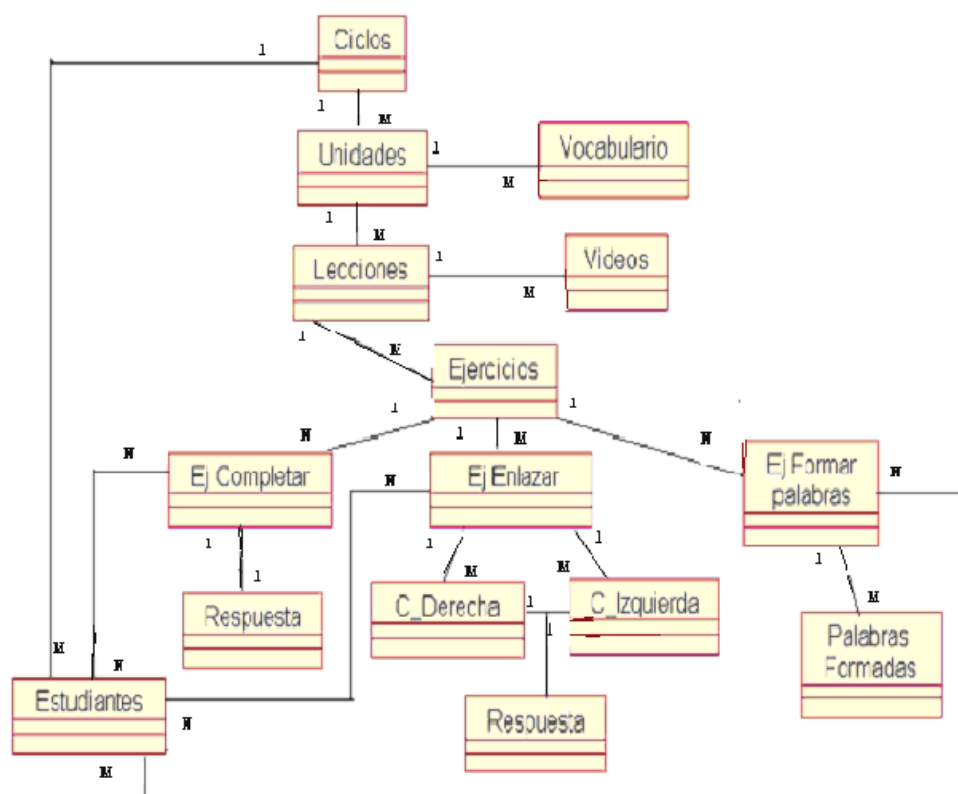 Ciclos
1
1
M
Unidades
1
Vocabulario
M
1
M
Lecciones
1
Videos
M
1
M
Ejercicios
1
1
1
N
M
N
N
Ej Completar
N
Ej Enlazar
Ej Formar
palabras
N
1
1
1
1
1
M
M
M
Respuesta
C_Derecha
1
1
C_Izquierda
Palabras
Formadas
M
N
Estudiantes
N
Respuesta
M